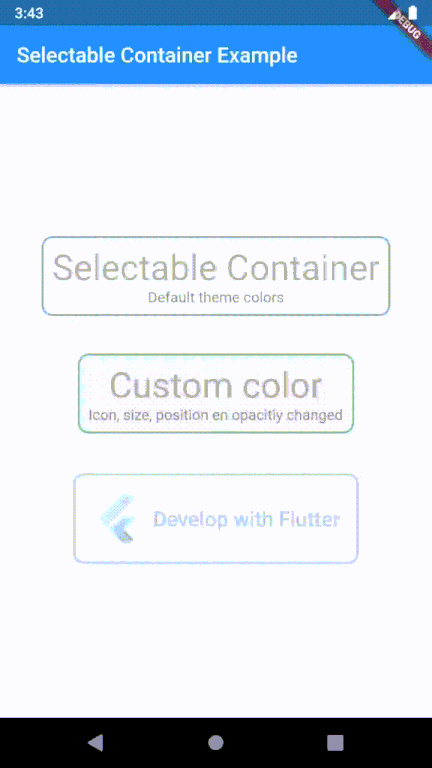 3:43
DEBUG
Selectable Container Example
Selectable Container
Default theme colors
Custom color
Icon, size, position en opacitiy changed
Develop with Flutter